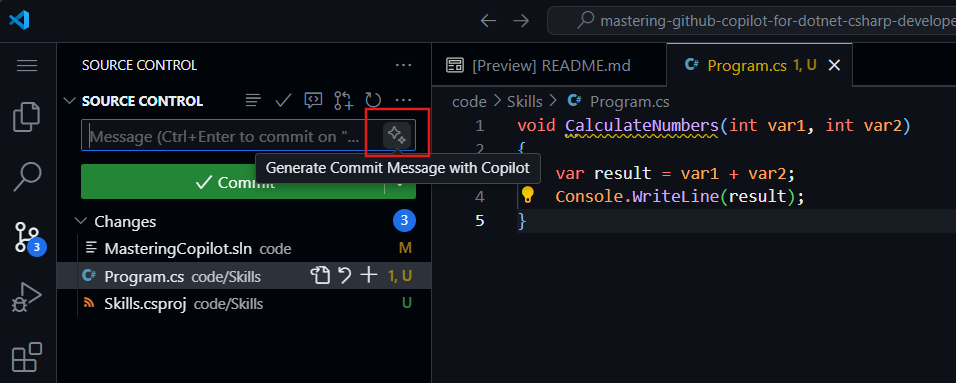 mastering-github-copilot-for-dotnet-csharp-develope
SOURCE CONTROL
[Preview] README.md
Program.cs 1, U
SOURCE CONTROL
Message (Ctrl+Enter to commit on "...
Generate Commit Message with Copilot
Commit
Changes 3
MasteringCopilot.sln code M
Program.cs code/Skills 1, U
Skills.csproj code/Skills U
3
code > Skills > Program.cs
1 void CalculateNumbers(int var1, int var2)
2 {
var result = var1 + var2;
4 Console.WriteLine(result);
5 }